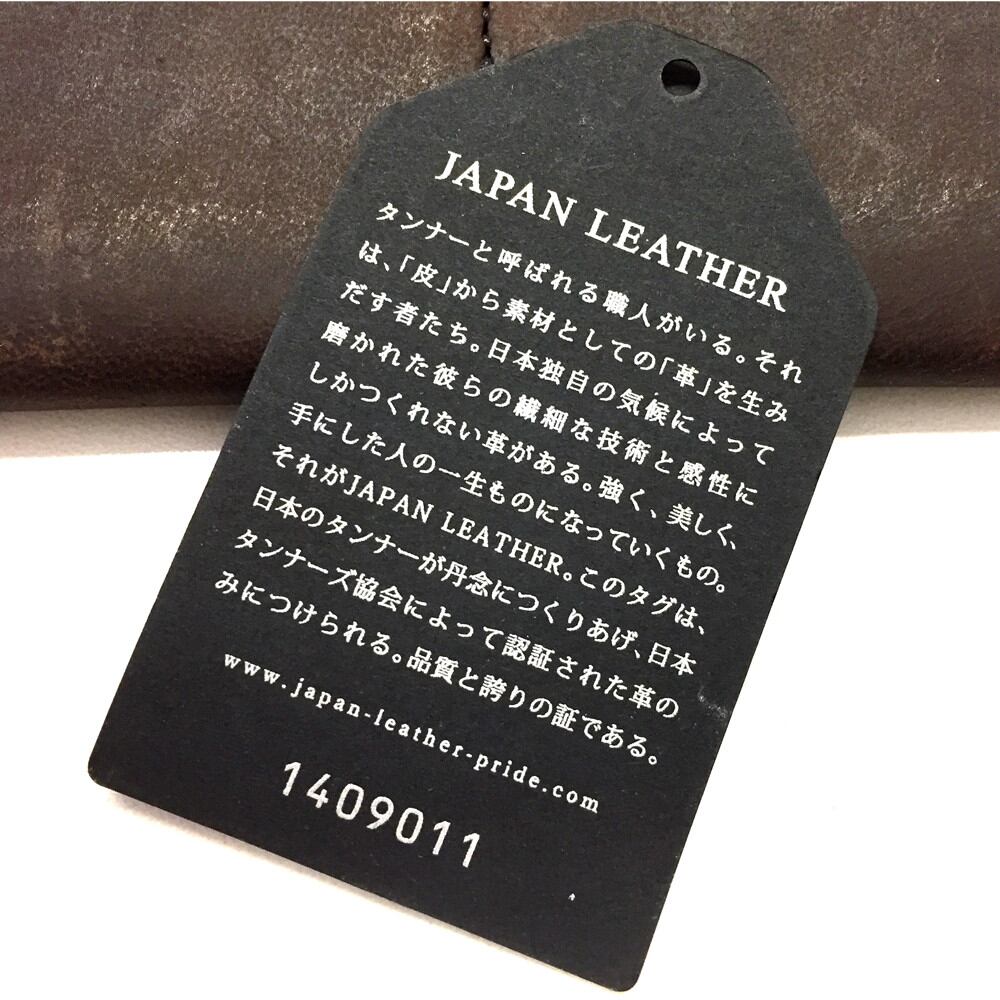 JAPAN LEATHER
タンナーと呼ばれる職人がいる。それ
は、「皮」から素材としての「革」を生み
だす者たち。日本独自の気候によって
磨かれた彼らの繊細な技術と感性に
しかつくれない革がある。強く、美しく、
手にした人の一生ものになっていくもの。
それがJAPAN LEATHER。このタグは、
日本のタンナーが丹念につくりあげ、日本
タンナーズ協会によって認証された革の
みにつけられる。品質と誇りの証である。
www.japan-leather-pride.com
1409011